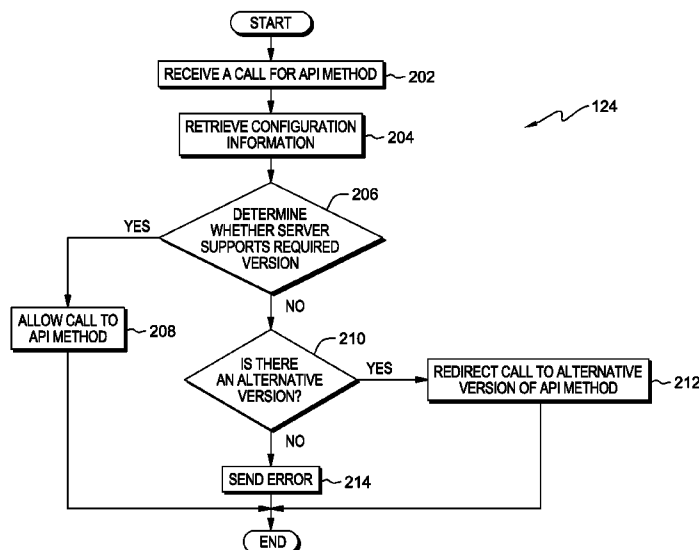 START
RECEIVE A CALL FOR API METHOD
202
RETRIEVE CONFIGURATION
INFORMATION
204
124
206
DETERMINE
WHETHER SERVER
SUPPORTS REQUIRED
VERSION
YES
NO
ALLOW CALL TO
API METHOD
208
210
IS THERE
AN ALTERNATIVE
VERSION?
YES
REDIRECT CALL TO ALTERNATIVE
VERSION OF API METHOD
212
NO
SEND ERROR
214
END